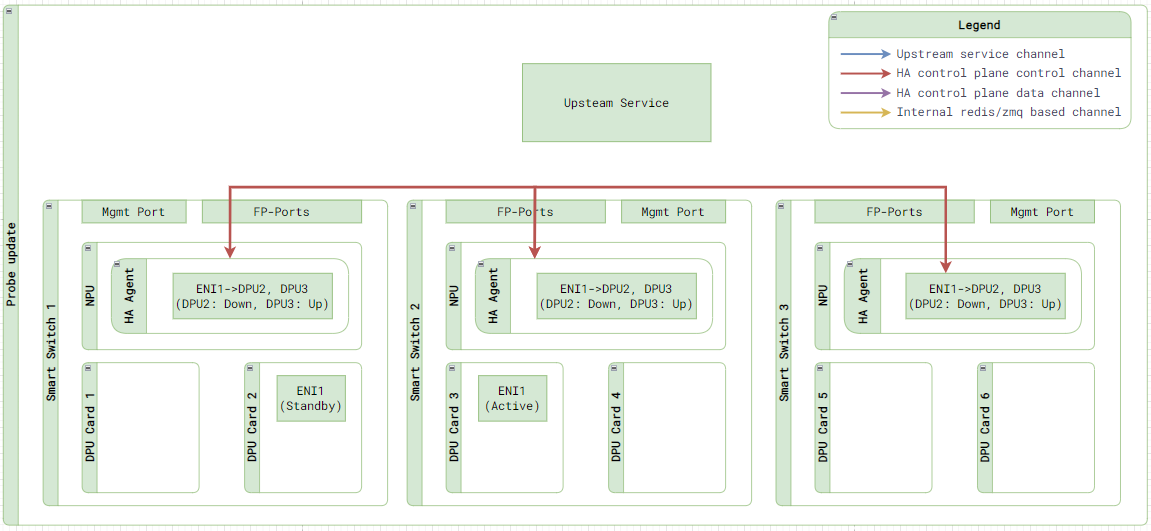 Legend
Upstream service channel
HA control plane control channel
HA control plane data channel
Internal redis/zmq based channel
Upsteam Service
Probe update
Smart Switch 1
Mgmt Port
FP-Ports
NPU
HA Agent
ENI1->DPU2, DPU3
(DPU2: Down, DPU3: Up)
DPU Card 1
DPU Card 2
ENI1
(Standby)
Smart Switch 2
FP-Ports
Mgmt Port
NPU
HA Agent
ENI1->DPU2, DPU3
(DPU2: Down, DPU3: Up)
DPU Card 3
ENI1
(Active)
DPU Card 4
Smart Switch 3
FP-Ports
Mgmt Port
NPU
HA Agent
ENI1->DPU2, DPU3
(DPU2: Down, DPU3: Up)
DPU Card 5
DPU Card 6